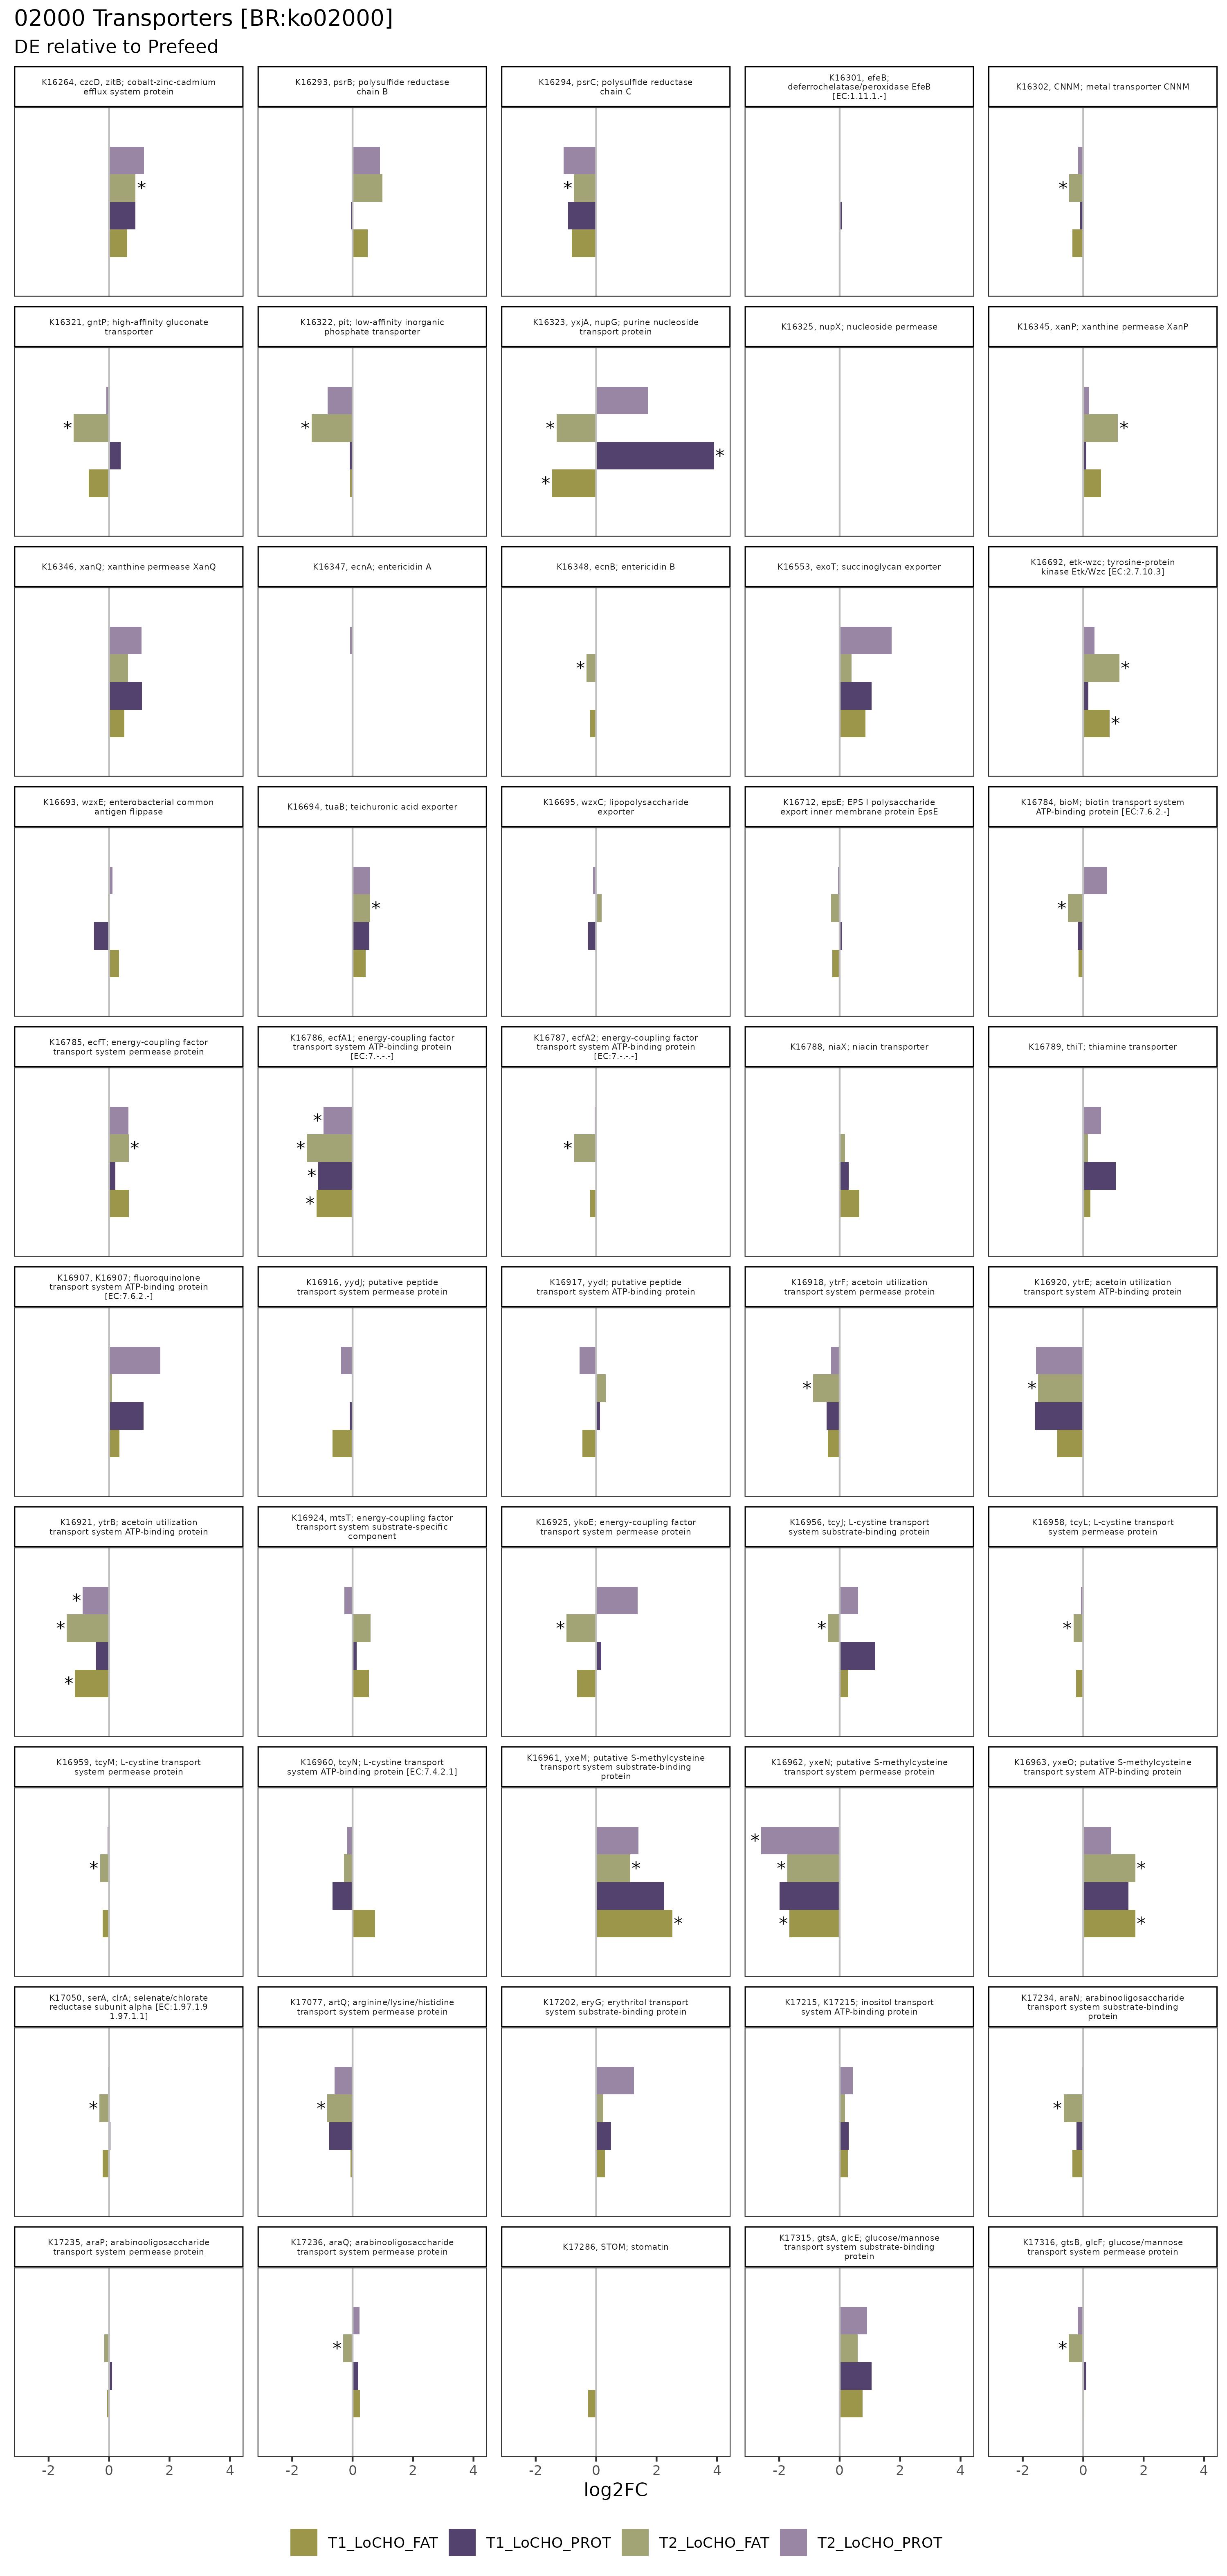 02000 Transporters [BR:ko02000]
DE relative to Prefeed
K16264, czcD, zitB; cobalt-zinc-cadmium
efflux system protein
K16293, psrB; polysulfide reductase
chain B
K16294, psrC; polysulfide reductase
chain C
K16301, efeB;
deferrochelatase/peroxidase EfeB
[EC:1.11.1.-]
K16302, CNNM; metal transporter CNNM
*
*
*
K16321, gntP; high-affinity gluconate
transporter
K16322, pit; low-affinity inorganic
phosphate transporter
K16323, yxjA, nupG; purine nucleoside
transport protein
K16325, nupX; nucleoside permease
K16345, xanP; xanthine permease XanP
*
*
*
*
*
*
K16346, xanQ; xanthine permease XanQ
K16347, ecnA; entericidin A
K16348, ecnB; entericidin B
K16553, exoT; succinoglycan exporter
K16692, etk-wzc; tyrosine-protein
kinase Etk/Wzc [EC:2.7.10.3]
*
*
*
K16693, wzxE; enterobacterial common
antigen flippase
K16694, tuaB; teichuronic acid exporter
K16695, wzxC; lipopolysaccharide
exporter
K16712, epsE; EPS I polysaccharide
export inner membrane protein EpsE
K16784, bioM; biotin transport system
ATP-binding protein [EC:7.6.2.-]
*
*
K16785, ecfT; energy-coupling factor
transport system permease protein
K16786, ecfA1; energy-coupling factor
transport system ATP-binding protein
[EC:7.-.-.-]
K16787, ecfA2; energy-coupling factor
transport system ATP-binding protein
[EC:7.-.-.-]
K16788, niaX; niacin transporter
K16789, thiT; thiamine transporter
*
*
*
*
*
*
K16907, K16907; fluoroquinolone
transport system ATP-binding protein
[EC:7.6.2.-]
K16916, yydJ; putative peptide
transport system permease protein
K16917, yydI; putative peptide
transport system ATP-binding protein
K16918, ytrF; acetoin utilization
transport system permease protein
K16920, ytrE; acetoin utilization
transport system ATP-binding protein
*
*
K16921, ytrB; acetoin utilization
transport system ATP-binding protein
K16924, mtsT; energy-coupling factor
transport system substrate-specific
component
K16925, ykoE; energy-coupling factor
transport system permease protein
K16956, tcyJ; L-cystine transport
system substrate-binding protein
K16958, tcyL; L-cystine transport
system permease protein
*
*
*
*
*
*
K16959, tcyM; L-cystine transport
system permease protein
K16960, tcyN; L-cystine transport
system ATP-binding protein [EC:7.4.2.1]
K16961, yxeM; putative S-methylcysteine
transport system substrate-binding
protein
K16962, yxeN; putative S-methylcysteine
transport system permease protein
K16963, yxeO; putative S-methylcysteine
transport system ATP-binding protein
*
*
*
*
*
*
*
*
K17050, serA, clrA; selenate/chlorate
reductase subunit alpha [EC:1.97.1.9
1.97.1.1]
K17077, artQ; arginine/lysine/histidine
transport system permease protein
K17202, eryG; erythritol transport
system substrate-binding protein
K17215, K17215; inositol transport
system ATP-binding protein
K17234, araN; arabinooligosaccharide
transport system substrate-binding
protein
*
*
*
K17235, araP; arabinooligosaccharide
transport system permease protein
K17236, araQ; arabinooligosaccharide
transport system permease protein
K17286, STOM; stomatin
K17315, gtsA, glcE; glucose/mannose
transport system substrate-binding
protein
K17316, gtsB, glcF; glucose/mannose
transport system permease protein
*
*
-2 0 2 4 -2 0 2 4 -2 0 2 4 -2 0 2 4 -2 0 2 4
log2FC
T1_LoCHO_FAT T1_LoCHO_PROT T2_LoCHO_FAT T2_LoCHO_PROT